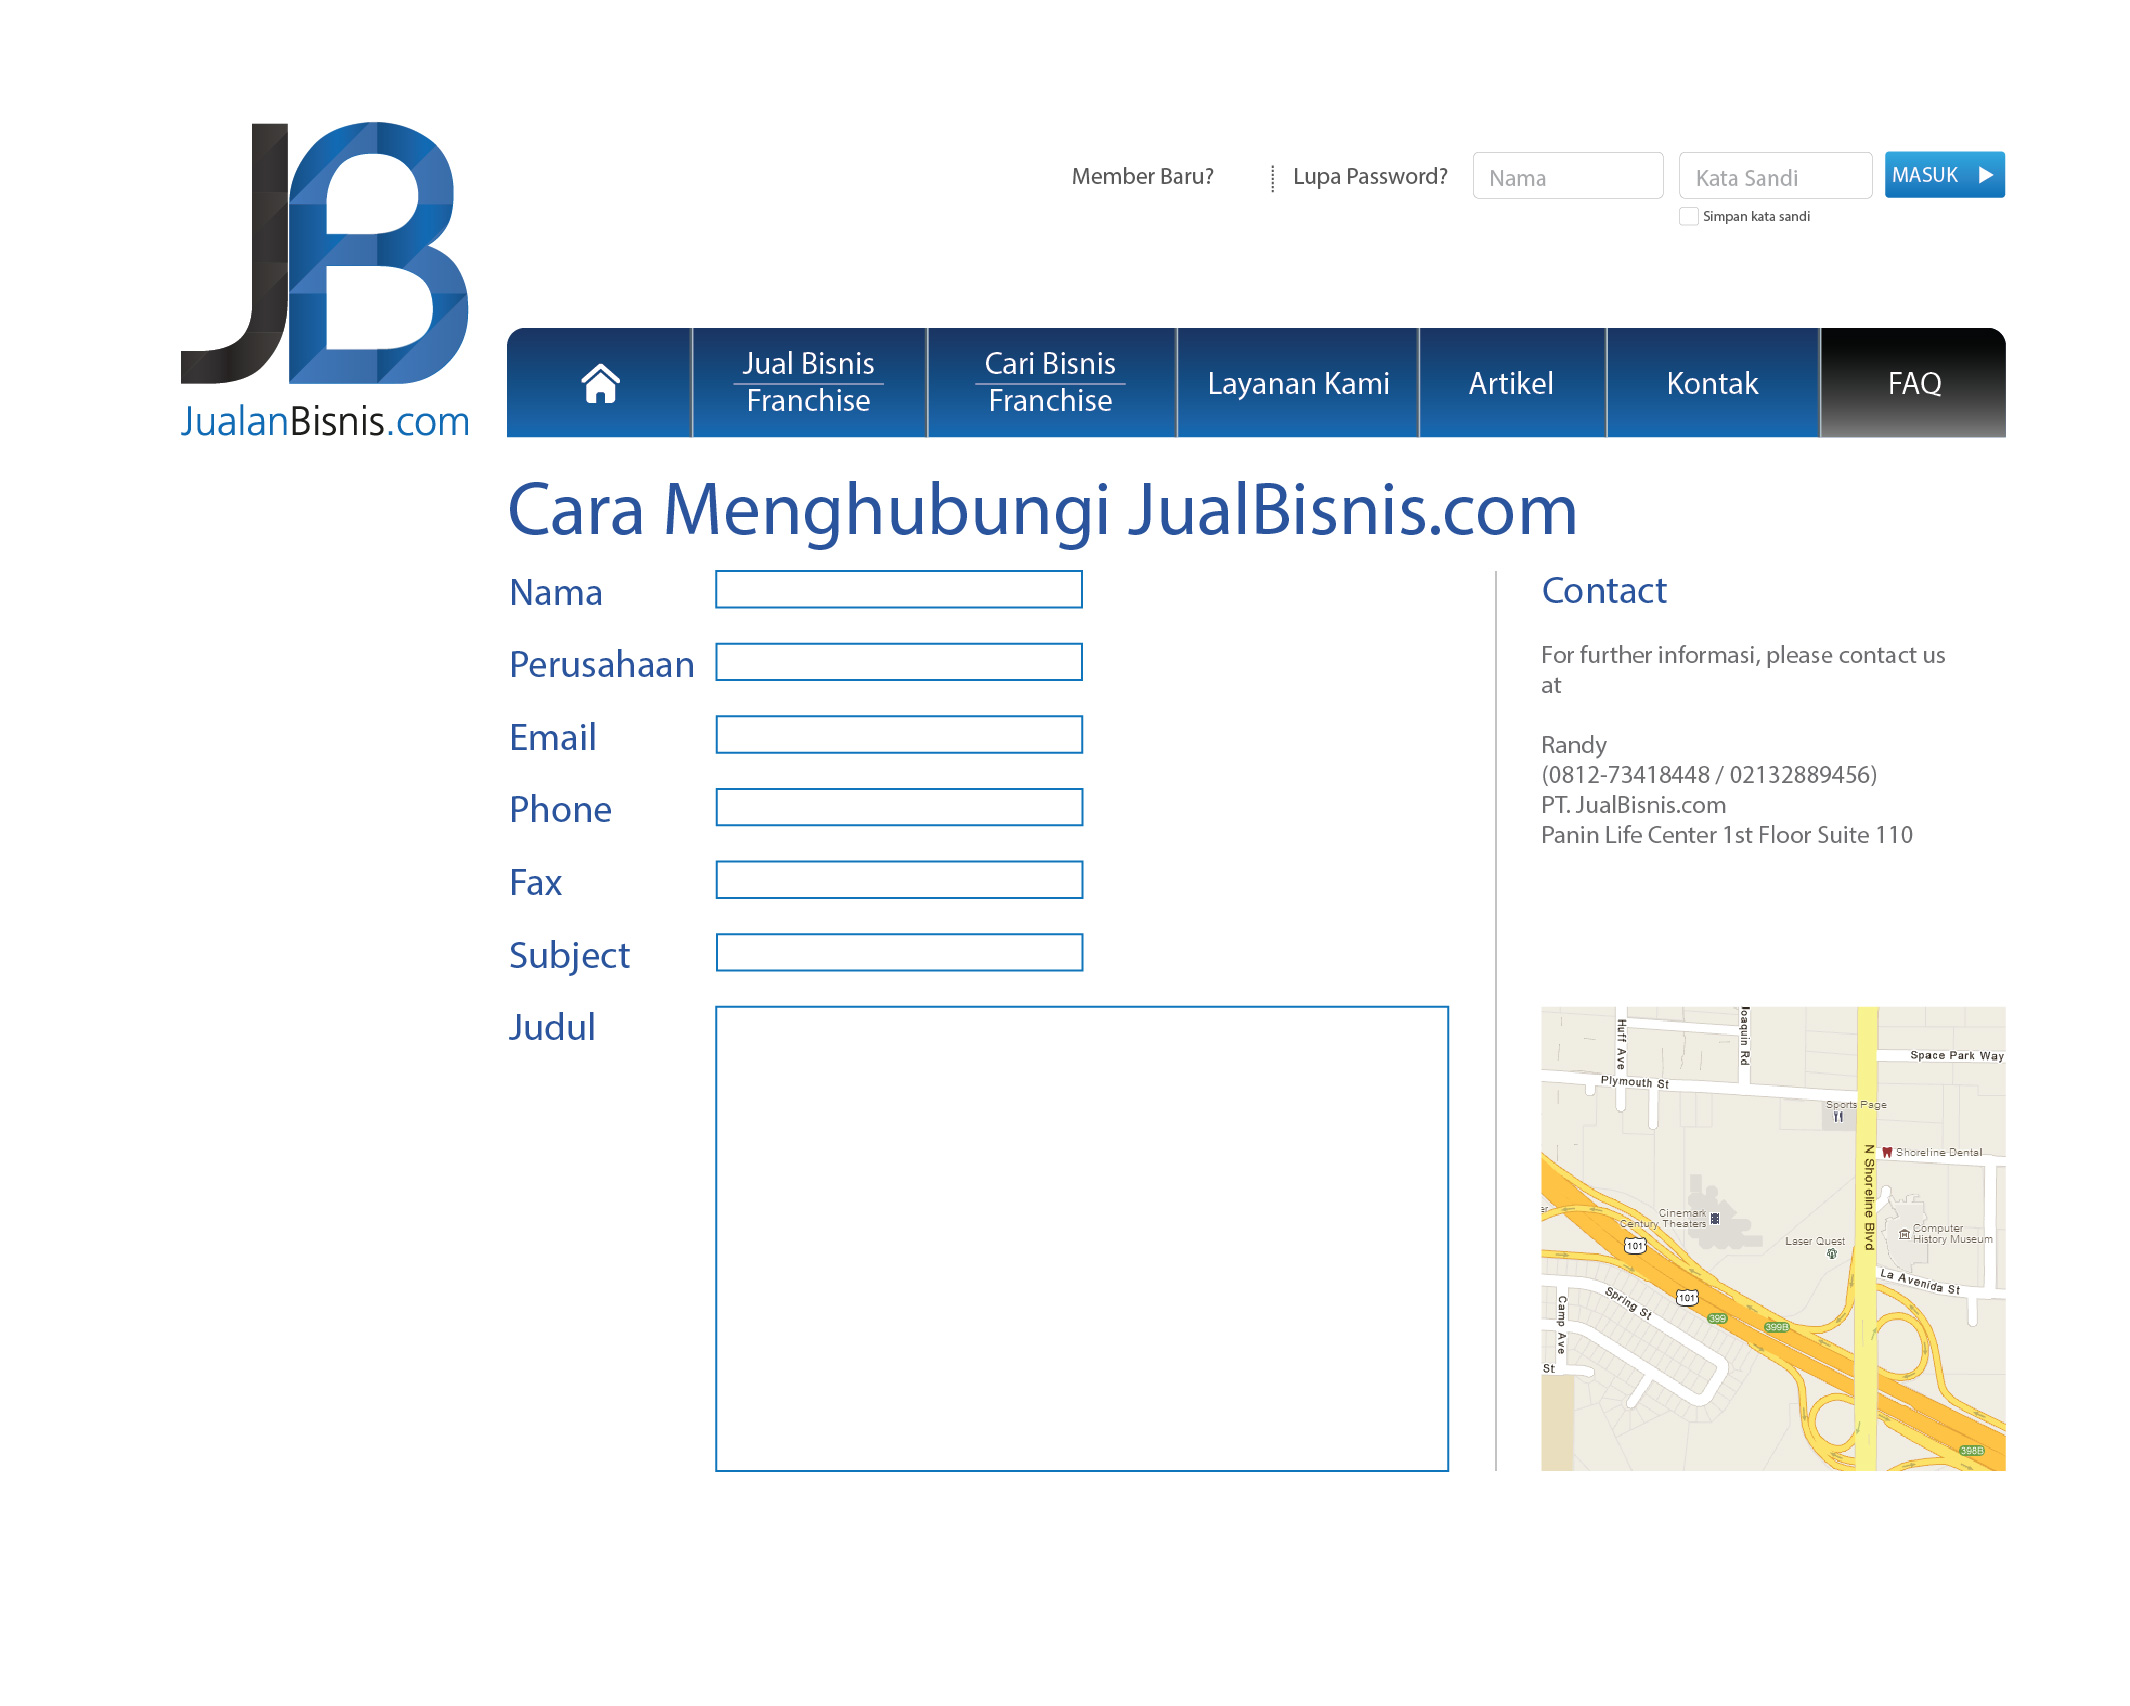 JualanBisnis.com
Member Baru?
Lupa Password?
Nama
Kata Sandi
MASUK
Simpan kata sandi
Jual Bisnis
Franchise
Cari Bisnis
Franchise
Layanan Kami
Artikel
Kontak
FAQ
Cara Menghubungi JualBisnis.com
Nama
Perusahaan
Email
Phone
Fax
Subject
Judul
Contact
For further informasi, please contact us
at
Randy
(0812-73418448 / 02132889456)
PT. JualBisnis.com
Panin Life Center 1st Floor Suite 110
Huff Ave
Joaquin Rd
Space Park Way
Plymouth St
Sports Page
N Shoreline Blvd
Shoreline Dental
er
Cinemark
Century Theaters
Computer
History Museum
Laser Quest
101
La Avenida St
Spring St
101
Camp Ave
399
399B
St
398B